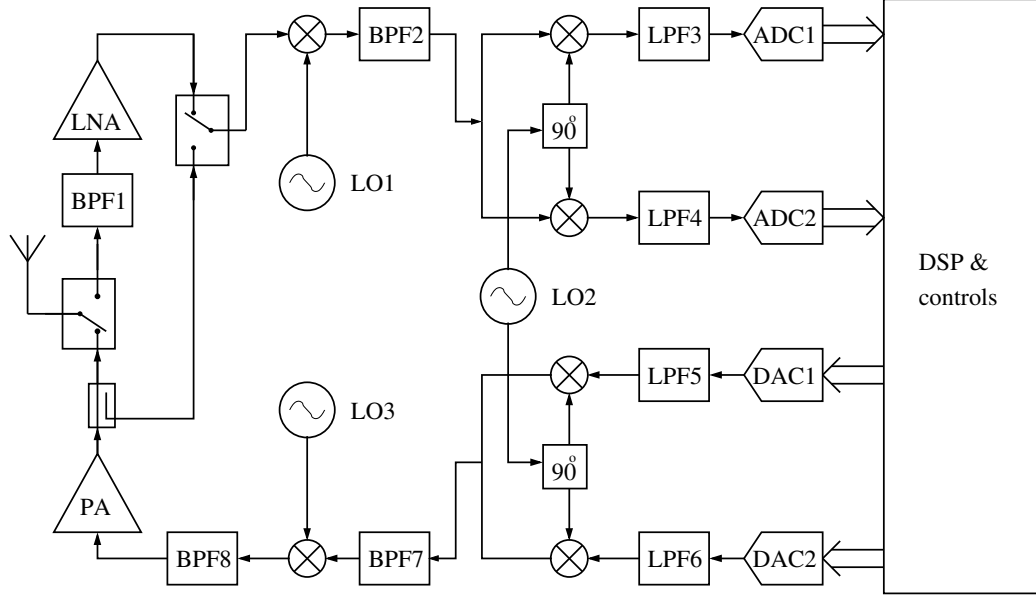 BPF2
LPF3
ADC1
LNA
90°
LO1
BPF1
LPF4
ADC2
DSP &
controls
LO2
LPF5
DAC1
LO3
90°
PA
BPF8
BPF7
LPF6
DAC2